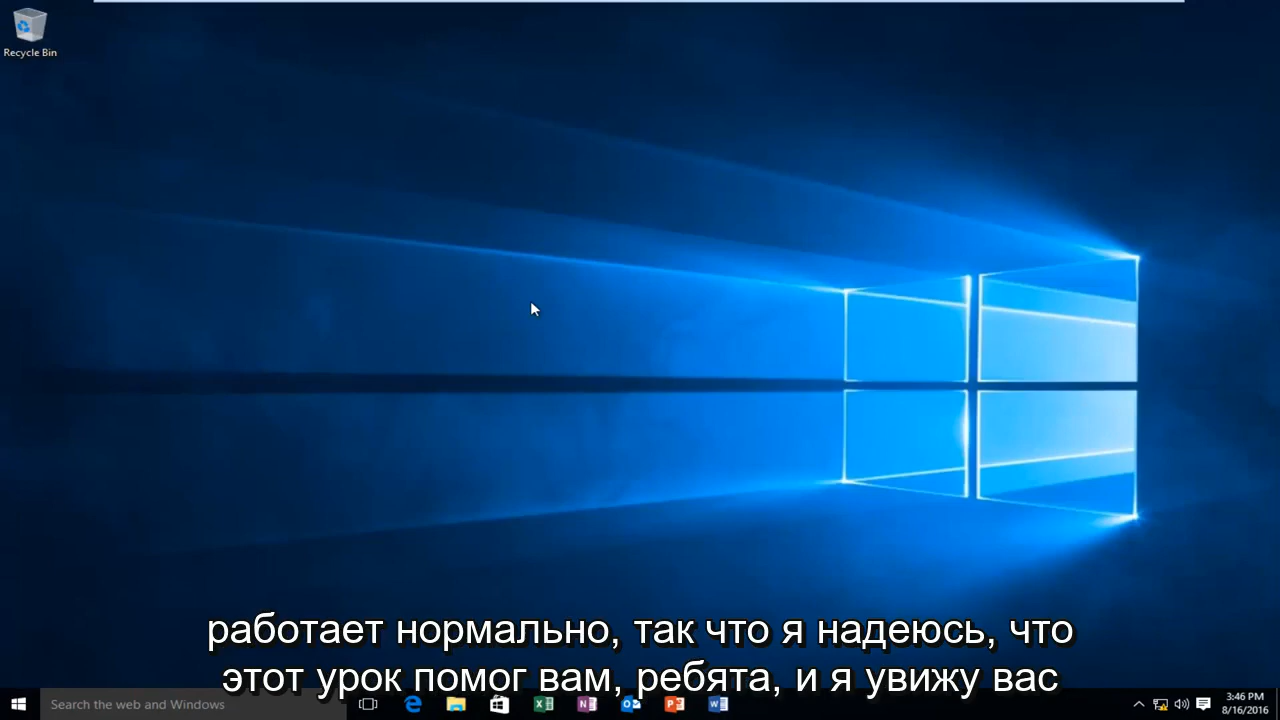 Recycle Bin
работает нормально, так что я надеюсь, что
этот урок помог вам, ребята, и я увижу вас
Search the web and Windows
3:46 PM
8/16/2016